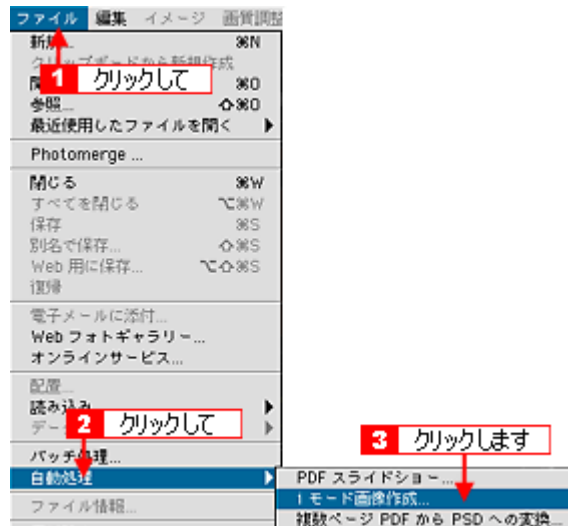 ファイル 編集 イメージ 画質調整
新規... ⌘N
クリップボードから新規作成
1 クリックして
開く... ⌘O
参照... ⇧⌘O
最近使用したファイルを開く
Photomerge ...
閉じる ⌘W
すべてを閉じる ⌥⌘W
保存 ⌘S
別名で保存... ⇧⌘S
Web 用に保存... ⌥⇧⌘S
復帰
電子メールに添付...
Web フォトギャラリー...
オンラインサービス...
配置...
読み込み
2 クリックして
バッチ処理...
3 クリックします
自動処理
PDF スライドショー...
1 モード画像作成...
ファイル情報...
複数ページ PDF から PSD への変換...